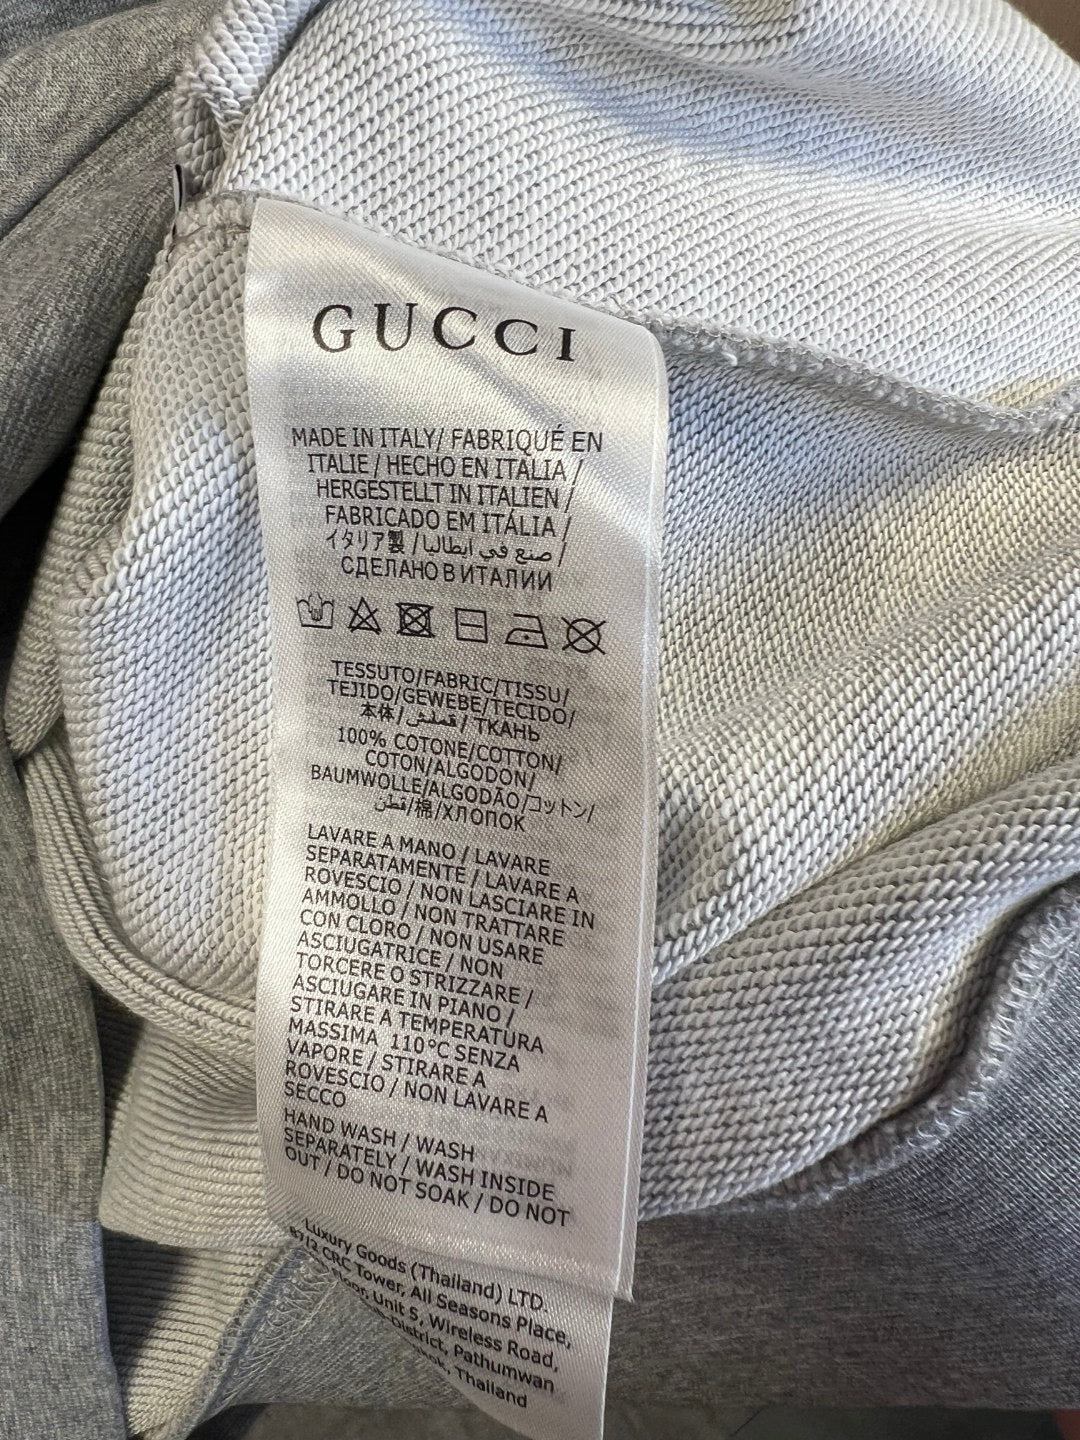 GUCCI
MADE IN ITALY/ FABRIQUÉ EN
ITALIE / HECHO EN ITALIA /
HERGESTELLT IN ITALIEN /
FABRICADO EM ITÁLIA /
イタリア製 / صنع في ايطاليا /
СДЕЛАНО В ИТАЛИИ
TESSUTO/FABRIC/TISSU/
TEJIDO/GEWEBE/TECIDO/
本体/قماش/ТКАНЬ
100% COTONE/COTTON/
COTON/ALGODON/
BAUMWOLLE/ALGODÃO/コットン/
قطن/棉/ХЛОПОК
LAVARE A MANO / LAVARE
SEPARATAMENTE / LAVARE A
ROVESCIO / NON LASCIARE IN
AMMOLLO / NON TRATTARE
CON CLORO / NON USARE
ASCIUGATRICE / NON
TORCERE O STRIZZARE /
ASCIUGARE IN PIANO /
STIRARE A TEMPERATURA
MASSIMA 110°C SENZA
VAPORE / STIRARE A
ROVESCIO / NON LAVARE A
SECCO
HAND WASH / WASH
SEPARATELY / WASH INSIDE
OUT / DO NOT SOAK / DO NOT
Luxury Goods (Thailand) LTD.
87/2 CRC Tower, All Seasons Place,
Unit 5, Wireless Road,
District, Pathumwan
Thailand